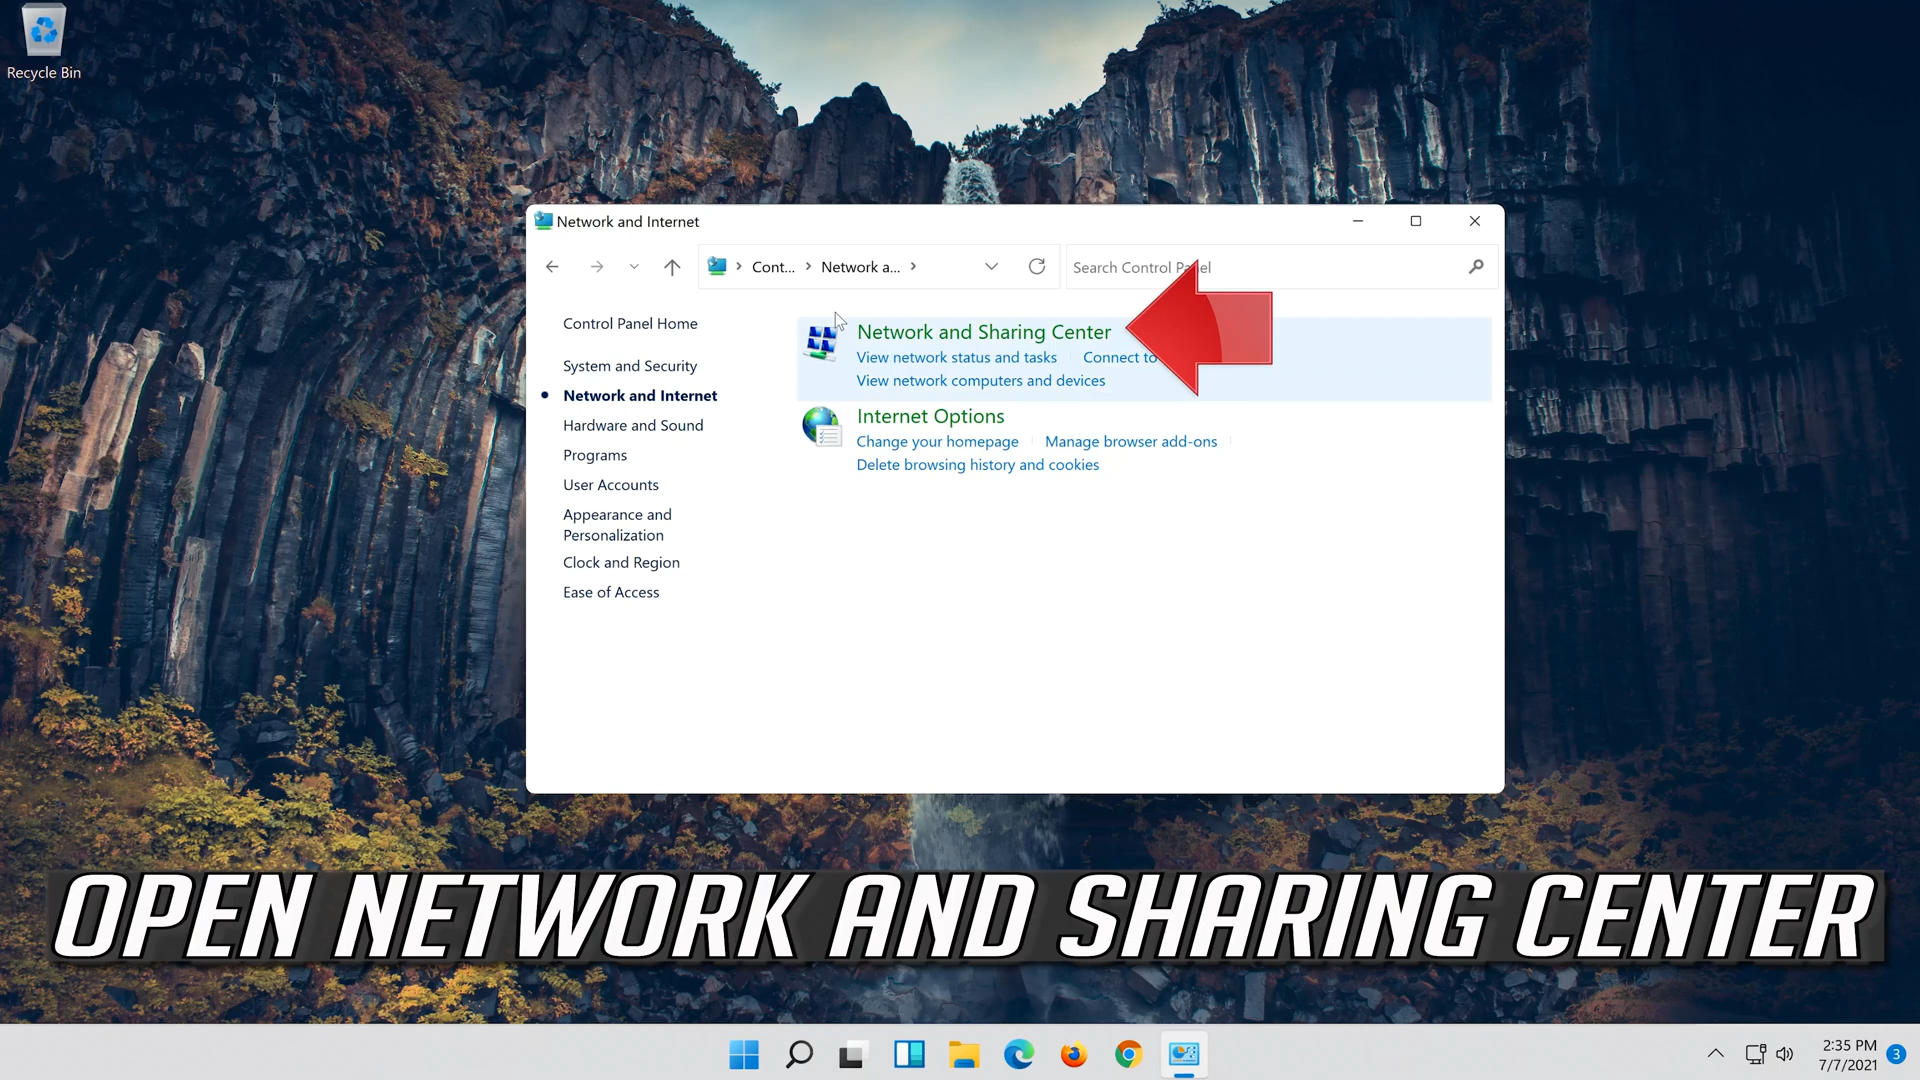 Recycle Bin
Network and Internet
Cont...
Network a...
Search Control Panel
Control Panel Home
System and Security
Network and Internet
Hardware and Sound
Programs
User Accounts
Appearance and
Personalization
Clock and Region
Ease of Access
Network and Sharing Center
View network status and tasks
Connect to
View network computers and devices
Internet Options
Change your homepage
Manage browser add-ons
Delete browsing history and cookies
OPEN NETWORK AND SHARING CENTER
2:35 PM
7/7/2021
3